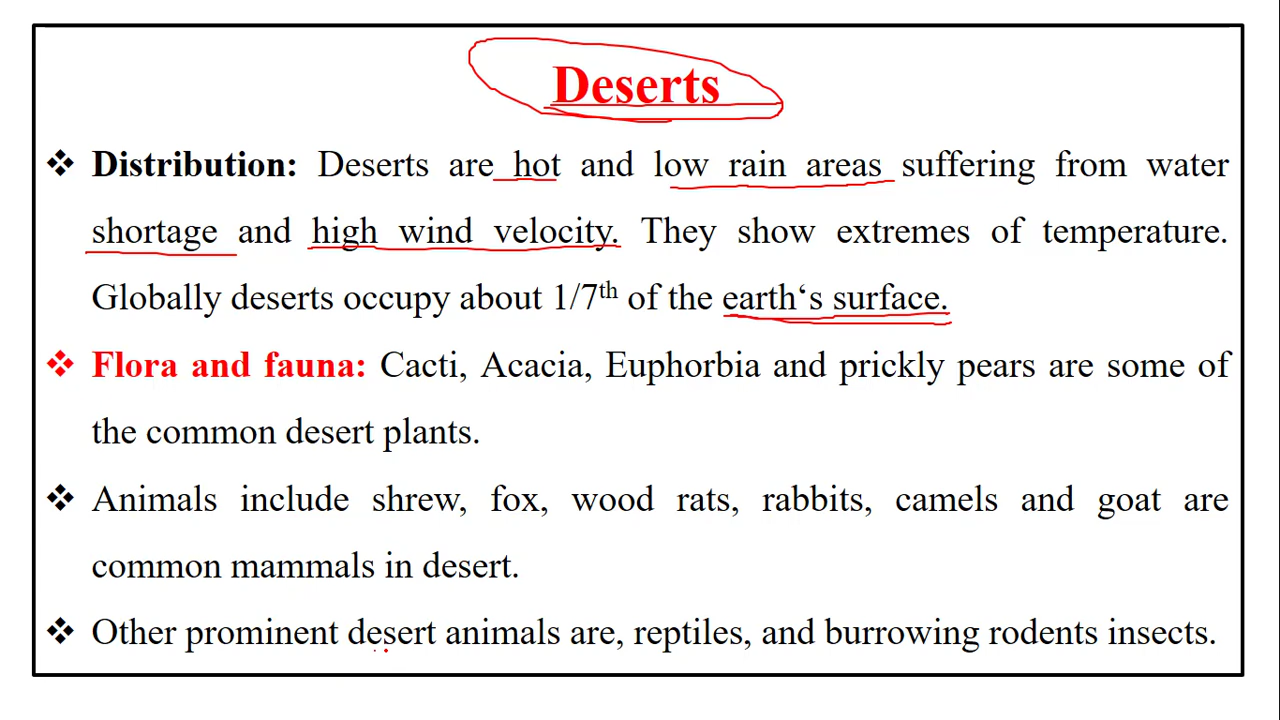 Deserts
❖ Distribution: Deserts are hot and low rain areas suffering from water
shortage and high wind velocity. They show extremes of temperature.
Globally deserts occupy about 1/7th of the earth‘s surface.
❖ Flora and fauna: Cacti, Acacia, Euphorbia and prickly pears are some of
the common desert plants.
❖ Animals include shrew, fox, wood rats, rabbits, camels and goat are
common mammals in desert.
❖ Other prominent desert animals are, reptiles, and burrowing rodents insects.